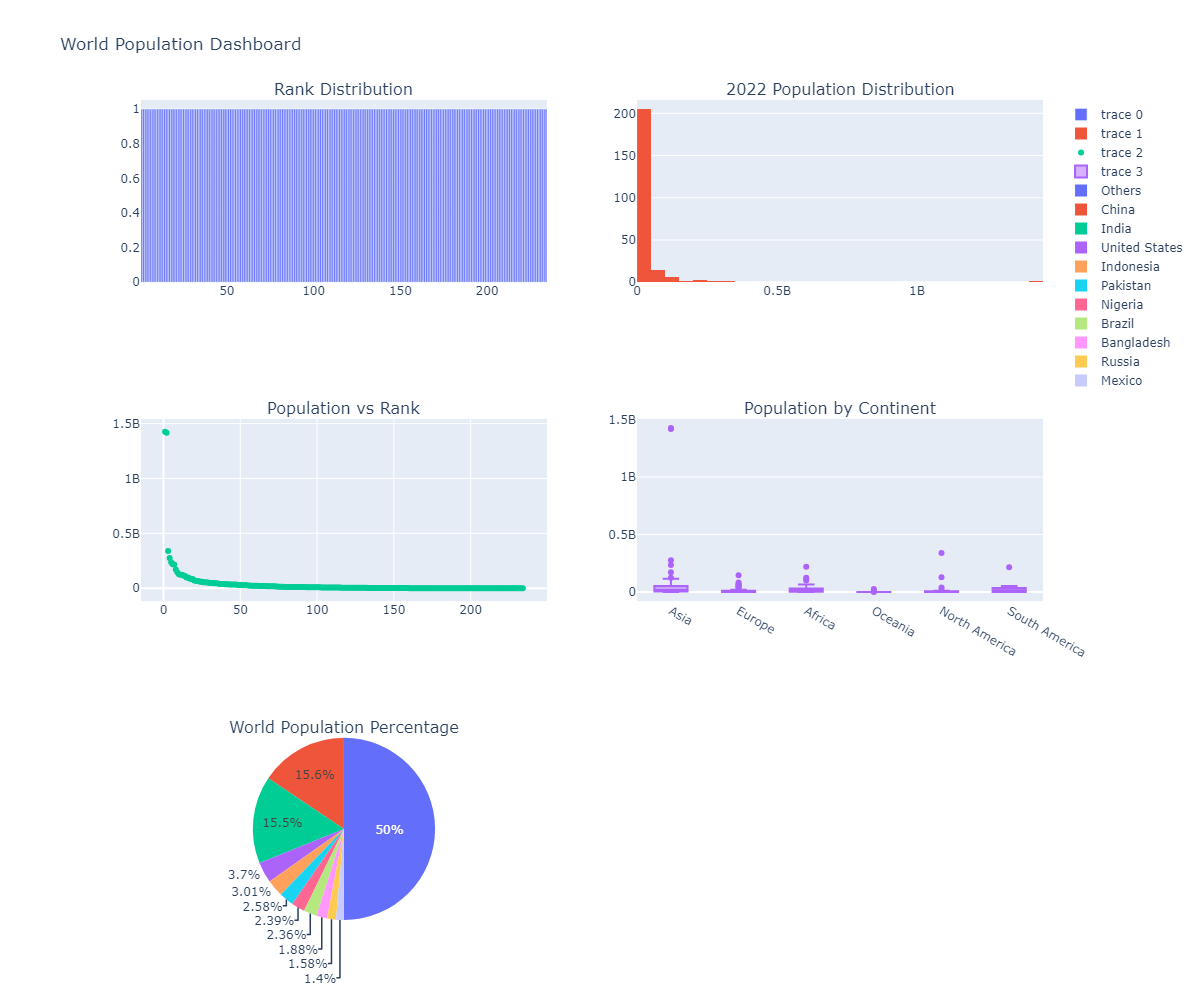 World Population Dashboard
Rank Distribution
1
0.8
0.6
0.4
0.2
0
50
100
150
200
2022 Population Distribution
200
150
100
50
0
0
0.5B
1B
trace 0
trace 1
trace 2
trace 3
Others
China
India
United States
Indonesia
Pakistan
Nigeria
Brazil
Bangladesh
Russia
Mexico
Population vs Rank
1.5B
1B
0.5B
0
0
50
100
150
200
Population by Continent
1.5B
1B
0.5B
0
Asia
Europe
Africa
Oceania
North America
South America
World Population Percentage
15.6%
50%
15.5%
3.7%
3.01%
2.58%
2.39%
2.36%
1.88%
1.58%
1.4%